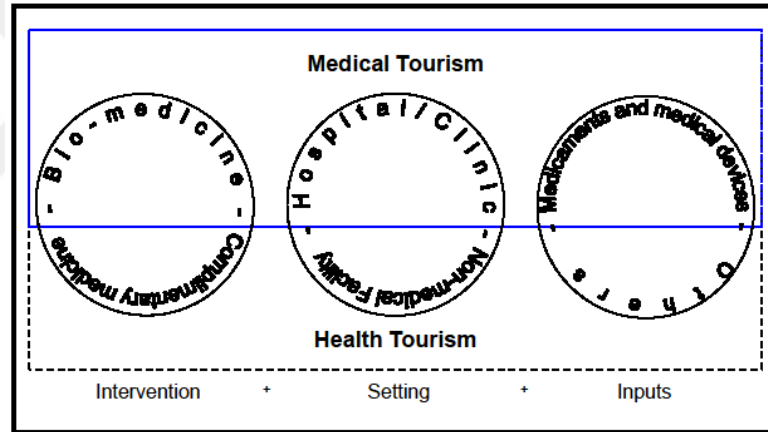 Medical Tourism
- Bio-medicine -
Complimentary medicine
- Hospital/Clinic -
Non-medical Facility
- Medicaments and medical devices -
Others
Health Tourism
Intervention + Setting + Inputs